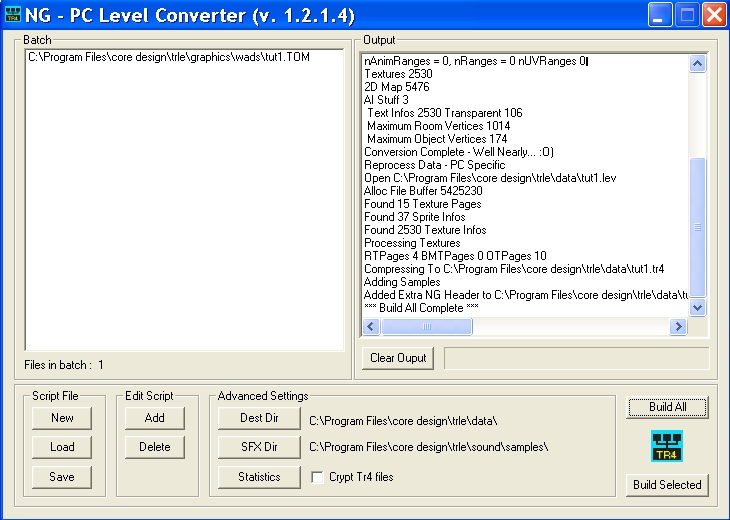 NG - PC Level Converter (v. 1.2.1.4)
Batch
C:\Program Files\core design\trle\graphics\wads\tut1.TOM
Files in batch : 1
Output
nAnimRanges = 0, nRanges = 0 nUVRanges 0
Textures 2530
2D Map 5476
AI Stuff 3
Text Infos 2530 Transparent 106
Maximum Room Vertices 1014
Maximum Object Vertices 174
Conversion Complete - Well Nearly... :O)
Reprocess Data - PC Specific
Open C:\Program Files\core design\trle\data\tut1.lev
Alloc File Buffer 5425230
Found 15 Texture Pages
Found 37 Sprite Infos
Found 2530 Texture Infos
Processing Textures
RTPages 4 BMTPages 0 OTPages 10
Compressing To C:\Program Files\core design\trle\data\tut1.tr4
Adding Samples
Added Extra NG Header to C:\Program Files\core design\trle\data\tu
*** Build All Complete ***
Clear Ouput
Script File
New
Load
Save
Edit Script
Add
Delete
Advanced Settings
Dest Dir
C:\Program Files\core design\trle\data\
SFX Dir
C:\Program Files\core design\trle\sound\samples\
Statistics
Crypt Tr4 files
Build All
TR4
Build Selected